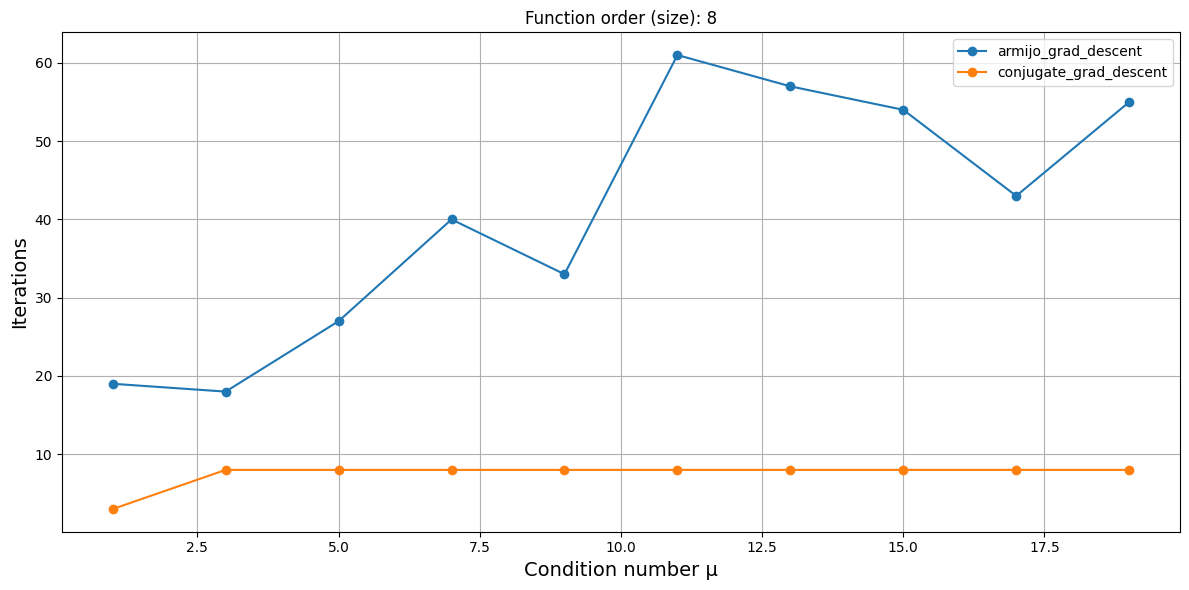 Function order (size): 8
armijo_grad_descent
conjugate_grad_descent
Iterations
60
50
40
30
20
10
2.5 5.0 7.5 10.0 12.5 15.0 17.5
Condition number μ